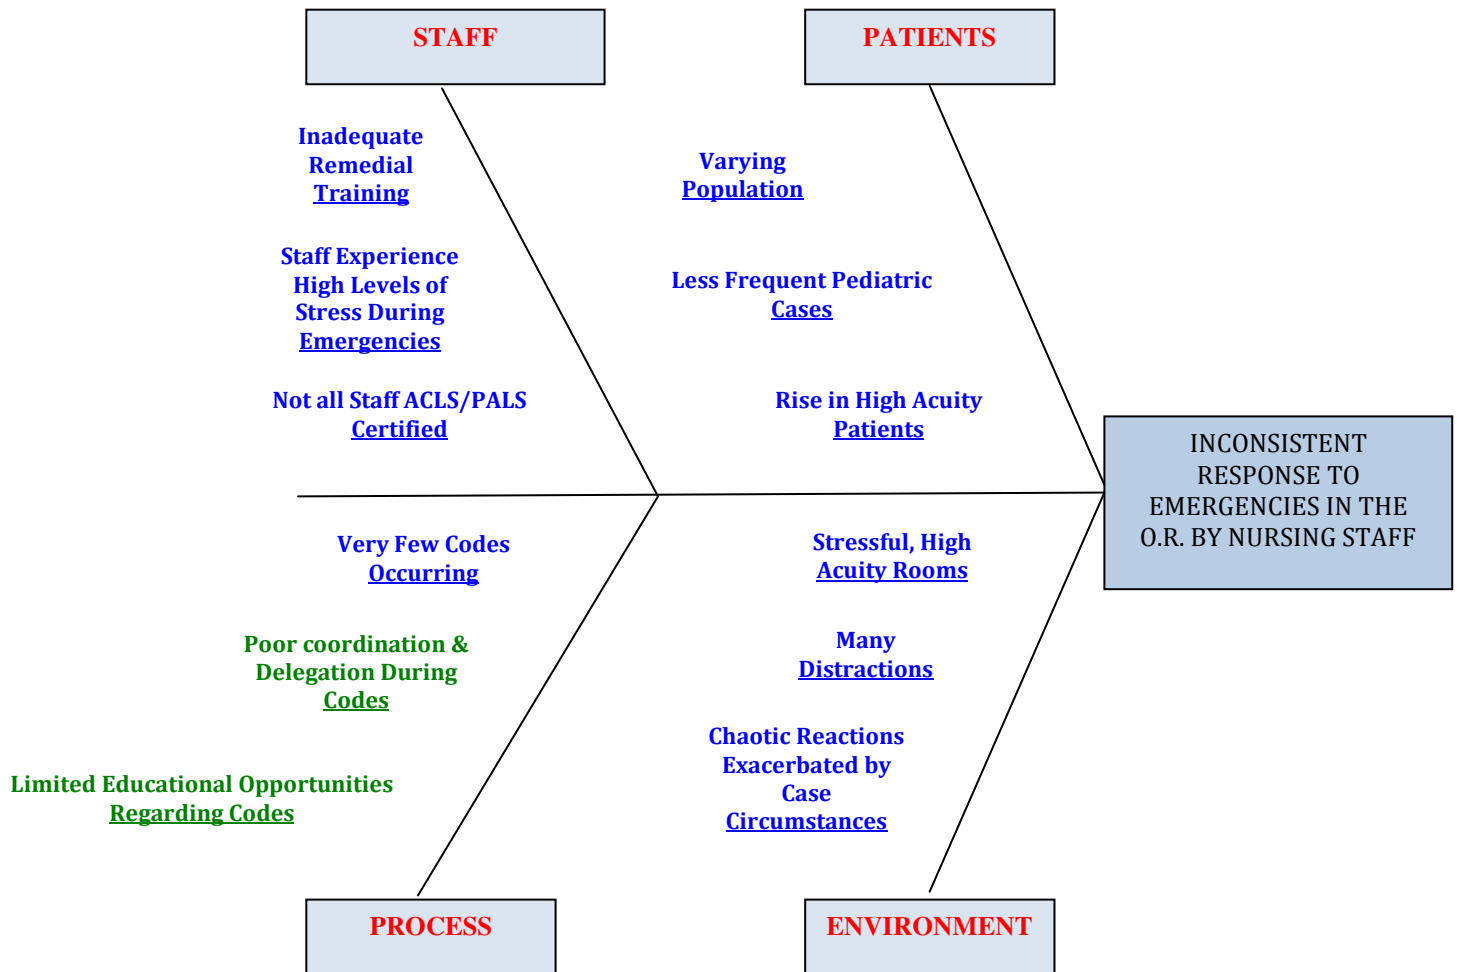 STAFF
PATIENTS
Inadequate
Remedial
Training
Staff Experience
High Levels of
Stress During
Emergencies
Not all Staff ACLS/PALS
Certified
Varying
Population
Less Frequent Pediatric
Cases
Rise in High Acuity
Patients
INCONSISTENT
RESPONSE TO
EMERGENCIES IN THE
O.R. BY NURSING STAFF
Very Few Codes
Occurring
Poor coordination &
Delegation During
Codes
Limited Educational Opportunities
Regarding Codes
Stressful, High
Acuity Rooms
Many
Distractions
Chaotic Reactions
Exacerbated by
Case
Circumstances
PROCESS
ENVIRONMENT